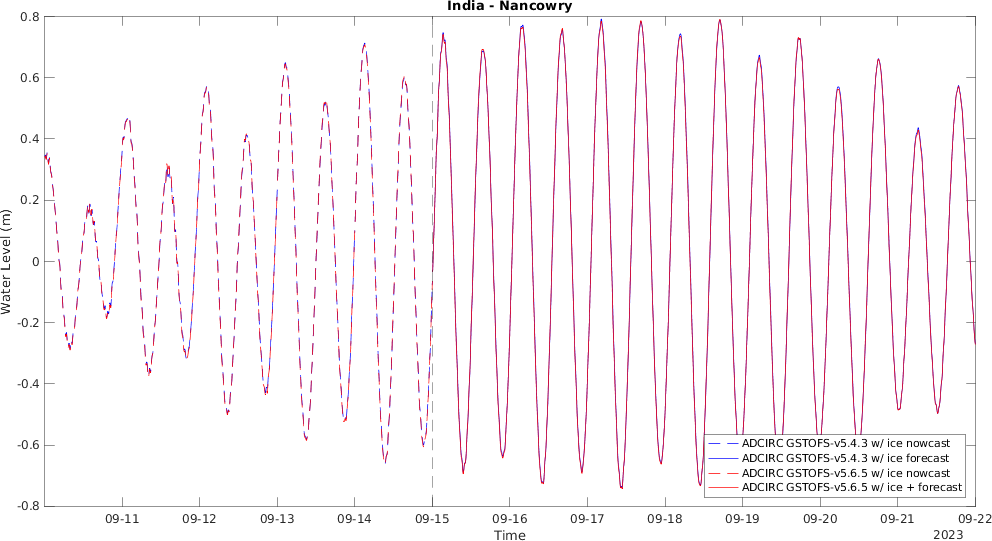 India - Nancowry
0.8
0.6
0.4
0.2
0
-0.2
-0.4
-0.6
-0.8
Water Level (m)
09-11 09-12 09-13 09-14 09-15 09-16 09-17 09-18 09-19 09-20 09-21 09-22
Time
2023
ADCIRC GSTOFS-v5.4.3 w/ ice nowcast
ADCIRC GSTOFS-v5.4.3 w/ ice forecast
ADCIRC GSTOFS-v5.6.5 w/ ice nowcast
ADCIRC GSTOFS-v5.6.5 w/ ice + forecast